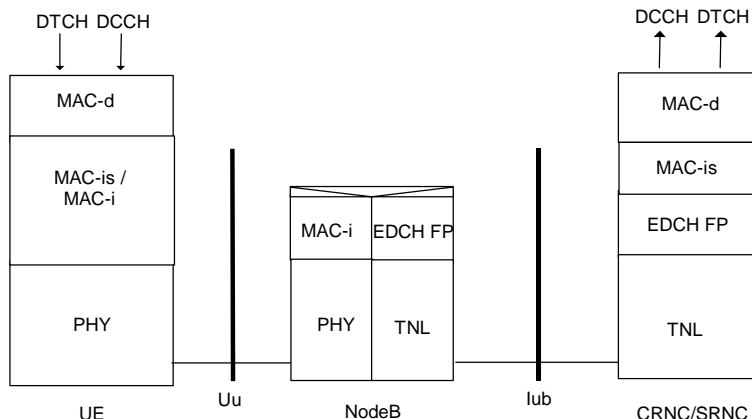 DTCH DCCH
DCCH DTCH
MAC-d
MAC-is /
MAC-i
PHY
UE
Uu
MAC-i
EDCH FP
PHY
TNL
NodeB
Iub
MAC-d
MAC-is
EDCH FP
TNL
CRNC/SRNC